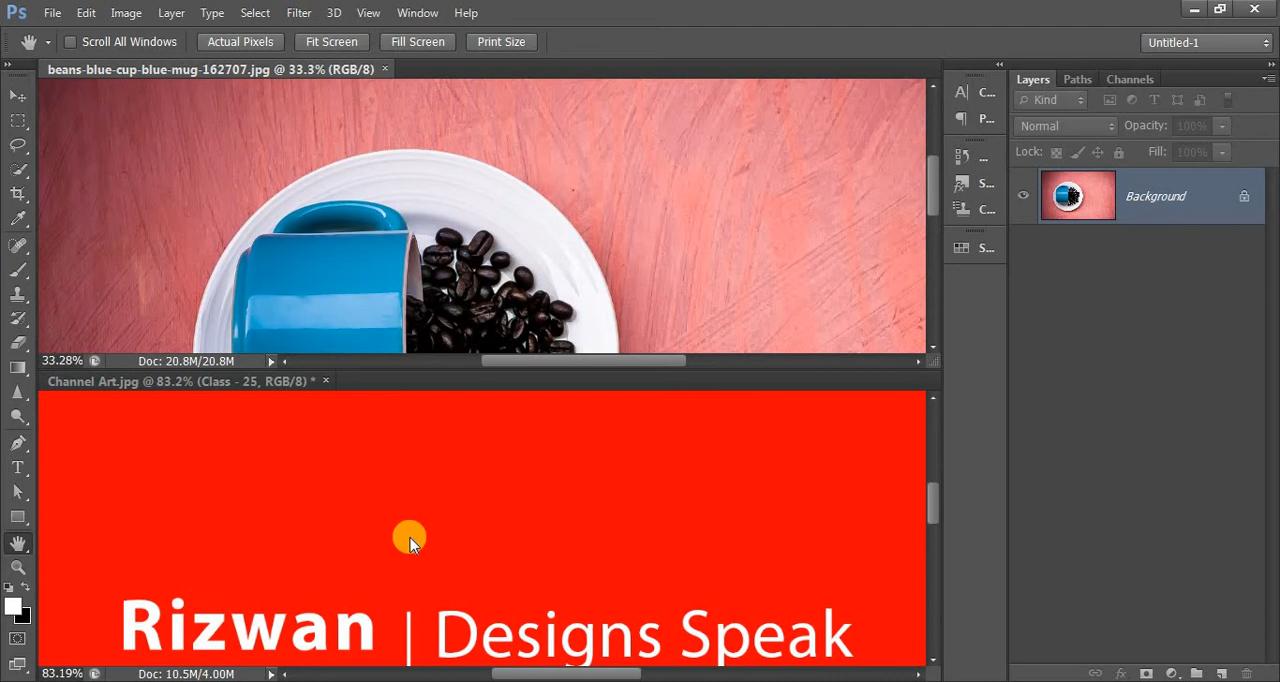 Ps File Edit Image Layer Type Select Filter 3D View Window Help
Scroll All Windows Actual Pixels Fit Screen Fill Screen Print Size Untitled-1
beans-blue-cup-blue-mug-162707.jpg @ 33.3% (RGB/8) ×
Layers Paths Channels
A| C...
Kind
¶ P...
Normal Opacity: 100%
Lock: Fill: 100%
...
S...
Background
C...
S...
33.28% Doc: 20.8M/20.8M
Channel Art.jpg @ 83.2% (Class - 25, RGB/8) * ×
T
Rizwan | Designs Speak
83.19% Doc: 10.5M/4.00M
fx